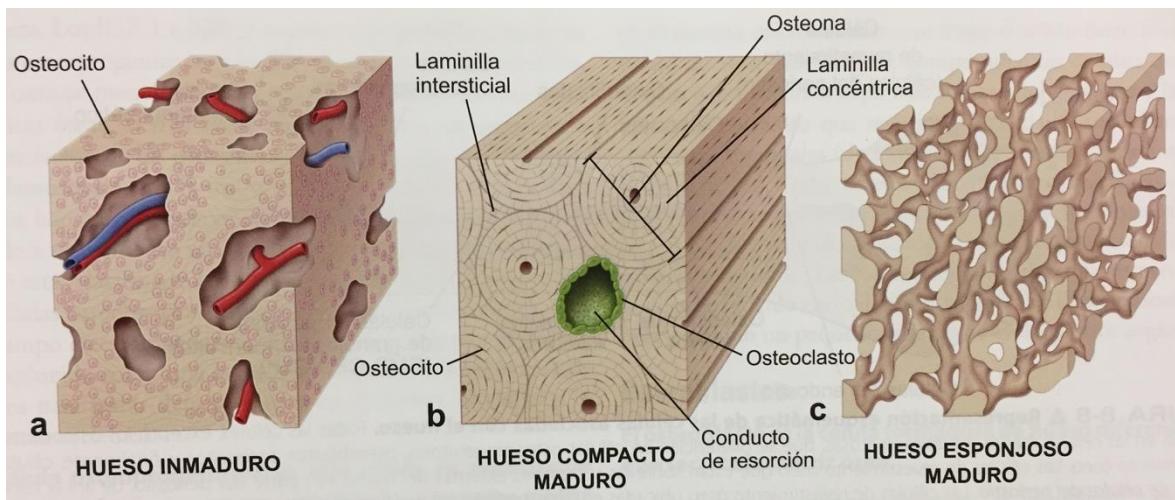 Osteocito
a
HUESO INMADURO
Laminilla
intersticial
Osteona
Laminilla
concéntrica
Osteocito
Osteoclasto
Conducto
de resorción
b
HUESO COMPACTO
MADURO
c
HUESO ESPONJOSO
MADURO